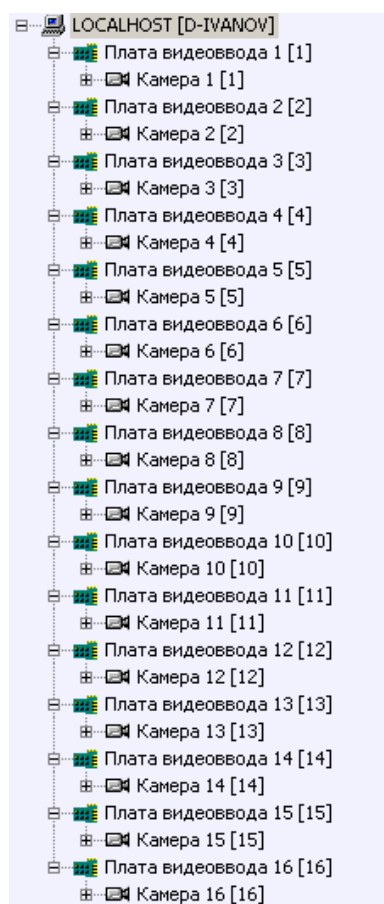 LOCALHOST [D-IVANOV]
Плата видеоввода 1 [1]
Камера 1 [1]
Плата видеоввода 2 [2]
Камера 2 [2]
Плата видеоввода 3 [3]
Камера 3 [3]
Плата видеоввода 4 [4]
Камера 4 [4]
Плата видеоввода 5 [5]
Камера 5 [5]
Плата видеоввода 6 [6]
Камера 6 [6]
Плата видеоввода 7 [7]
Камера 7 [7]
Плата видеоввода 8 [8]
Камера 8 [8]
Плата видеоввода 9 [9]
Камера 9 [9]
Плата видеоввода 10 [10]
Камера 10 [10]
Плата видеоввода 11 [11]
Камера 11 [11]
Плата видеоввода 12 [12]
Камера 12 [12]
Плата видеоввода 13 [13]
Камера 13 [13]
Плата видеоввода 14 [14]
Камера 14 [14]
Плата видеоввода 15 [15]
Камера 15 [15]
Плата видеоввода 16 [16]
Камера 16 [16]